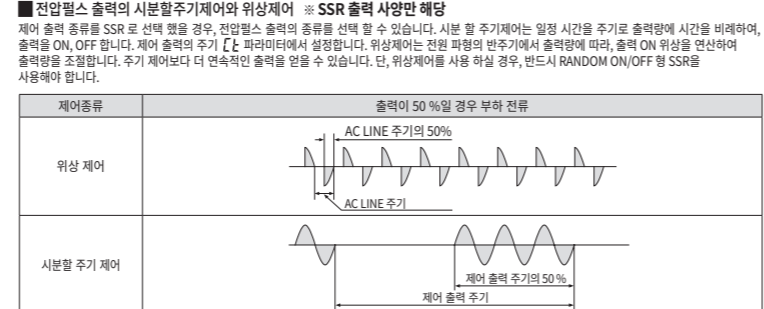 ■ 전압펄스 출력의 시분할주기제어와 위상제어 ※ SSR 출력 사양만 해당
제어 출력 종류를 SSR 로 선택 했을 경우, 전압펄스 출력의 종류를 선택 할 수 있습니다. 시분 할 주기제어는 일정 시간을 주기로 출력량에 시간을 비례하여,
출력을 ON, OFF 합니다. 제어 출력의 주기 [t 파라미터에서 설정합니다. 위상제어는 전원 파형의 반주기에서 출력량에 따라, 출력 ON 위상을 연산하여
출력량을 조절합니다. 주기 제어보다 더 연속적인 출력을 얻을 수 있습니다. 단, 위상제어를 사용 하실 경우, 반드시 RANDOM ON/OFF 형 SSR을
사용해야 합니다.
제어종류
출력이 50 %일 경우 부하 전류
위상 제어
AC LINE 주기의 50%
AC LINE 주기
시분할 주기 제어
제어 출력 주기의 50 %
제어 출력 주기